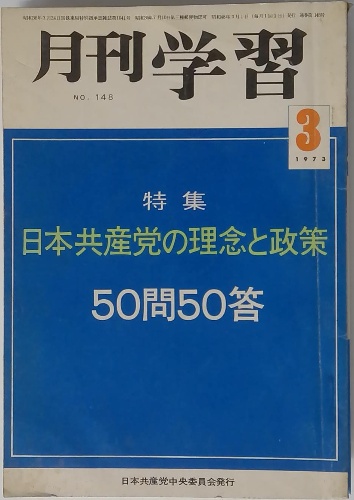 月刊学習
NO. 148
3
1973
特集
日本共産党の理念と政策
50問50答
日本共産党中央委員会発行